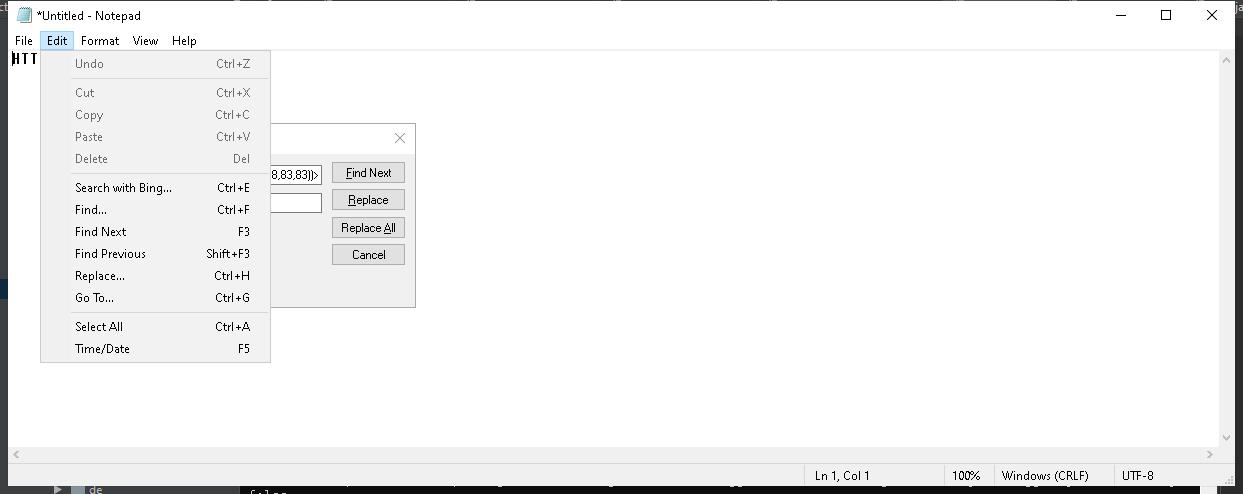 *Untitled - Notepad
File Edit Format View Help
HTT
Undo Ctrl+Z
Cut Ctrl+X
Copy Ctrl+C
Paste Ctrl+V
Delete Del
Search with Bing... Ctrl+E
Find... Ctrl+F
Find Next F3
Find Previous Shift+F3
Replace... Ctrl+H
Go To... Ctrl+G
Select All Ctrl+A
Time/Date F5
8,83,83))>
Find Next
Replace
Replace All
Cancel
Ln 1, Col 1 100% Windows (CRLF) UTF-8
de